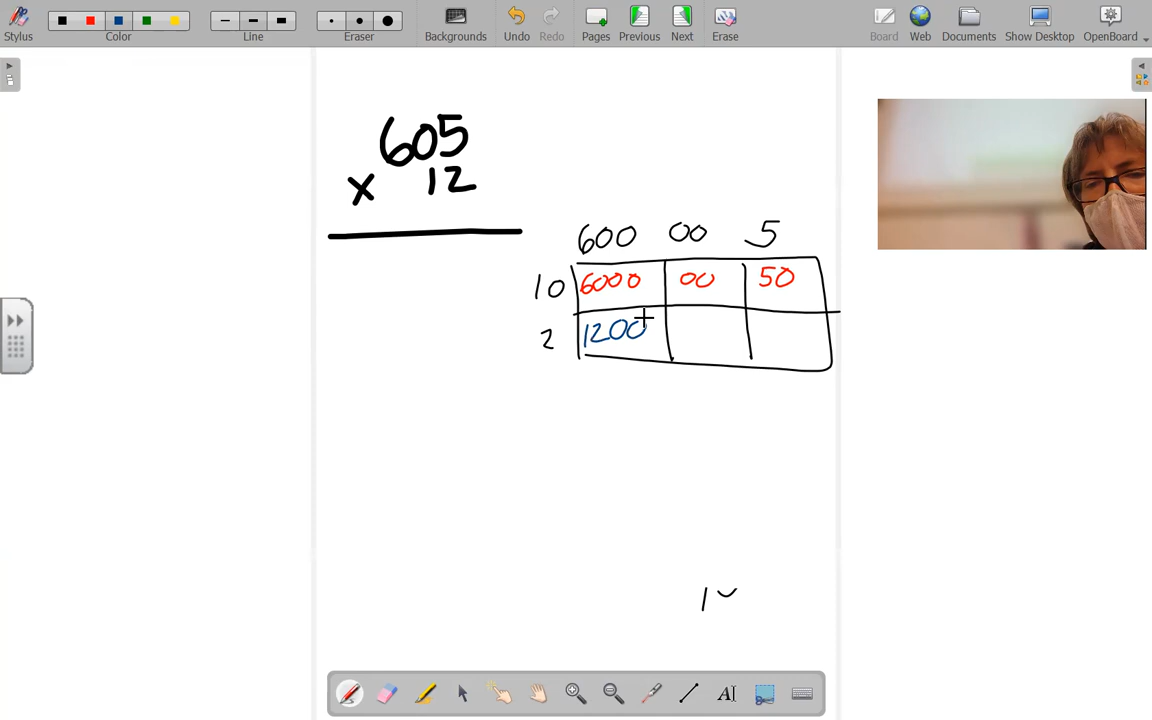 Stylus
Color
Line
Eraser
Backgrounds
Undo
Redo
Pages
Previous
Next
Erase
Board
Web
Documents
Show Desktop
OpenBoard
605
x 12
600 00 5
10 6000 00 50
2 1200